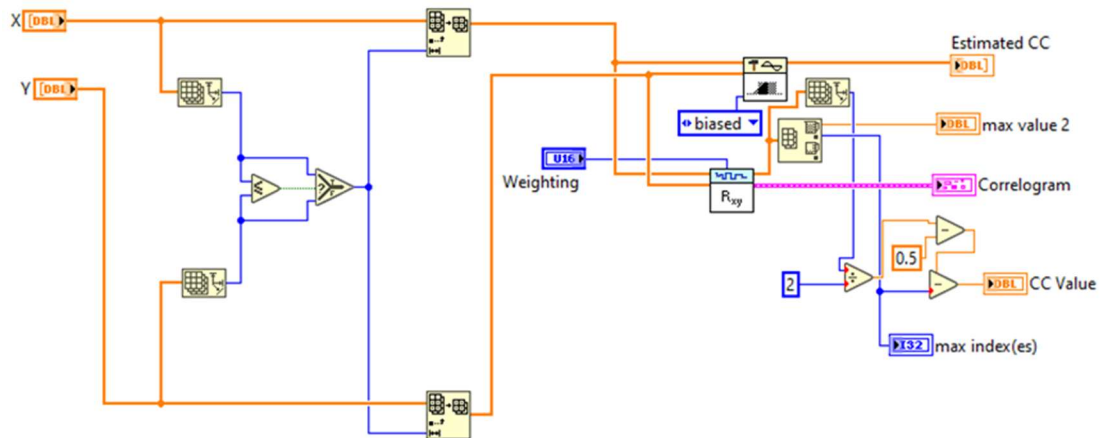 X DBL
Estimated CC
DBL
Y DBL
biased
DBL max value 2
U16
Weighting
Correlogram
Rxy
0.5
2
DBL CC Value
I32 max index(es)